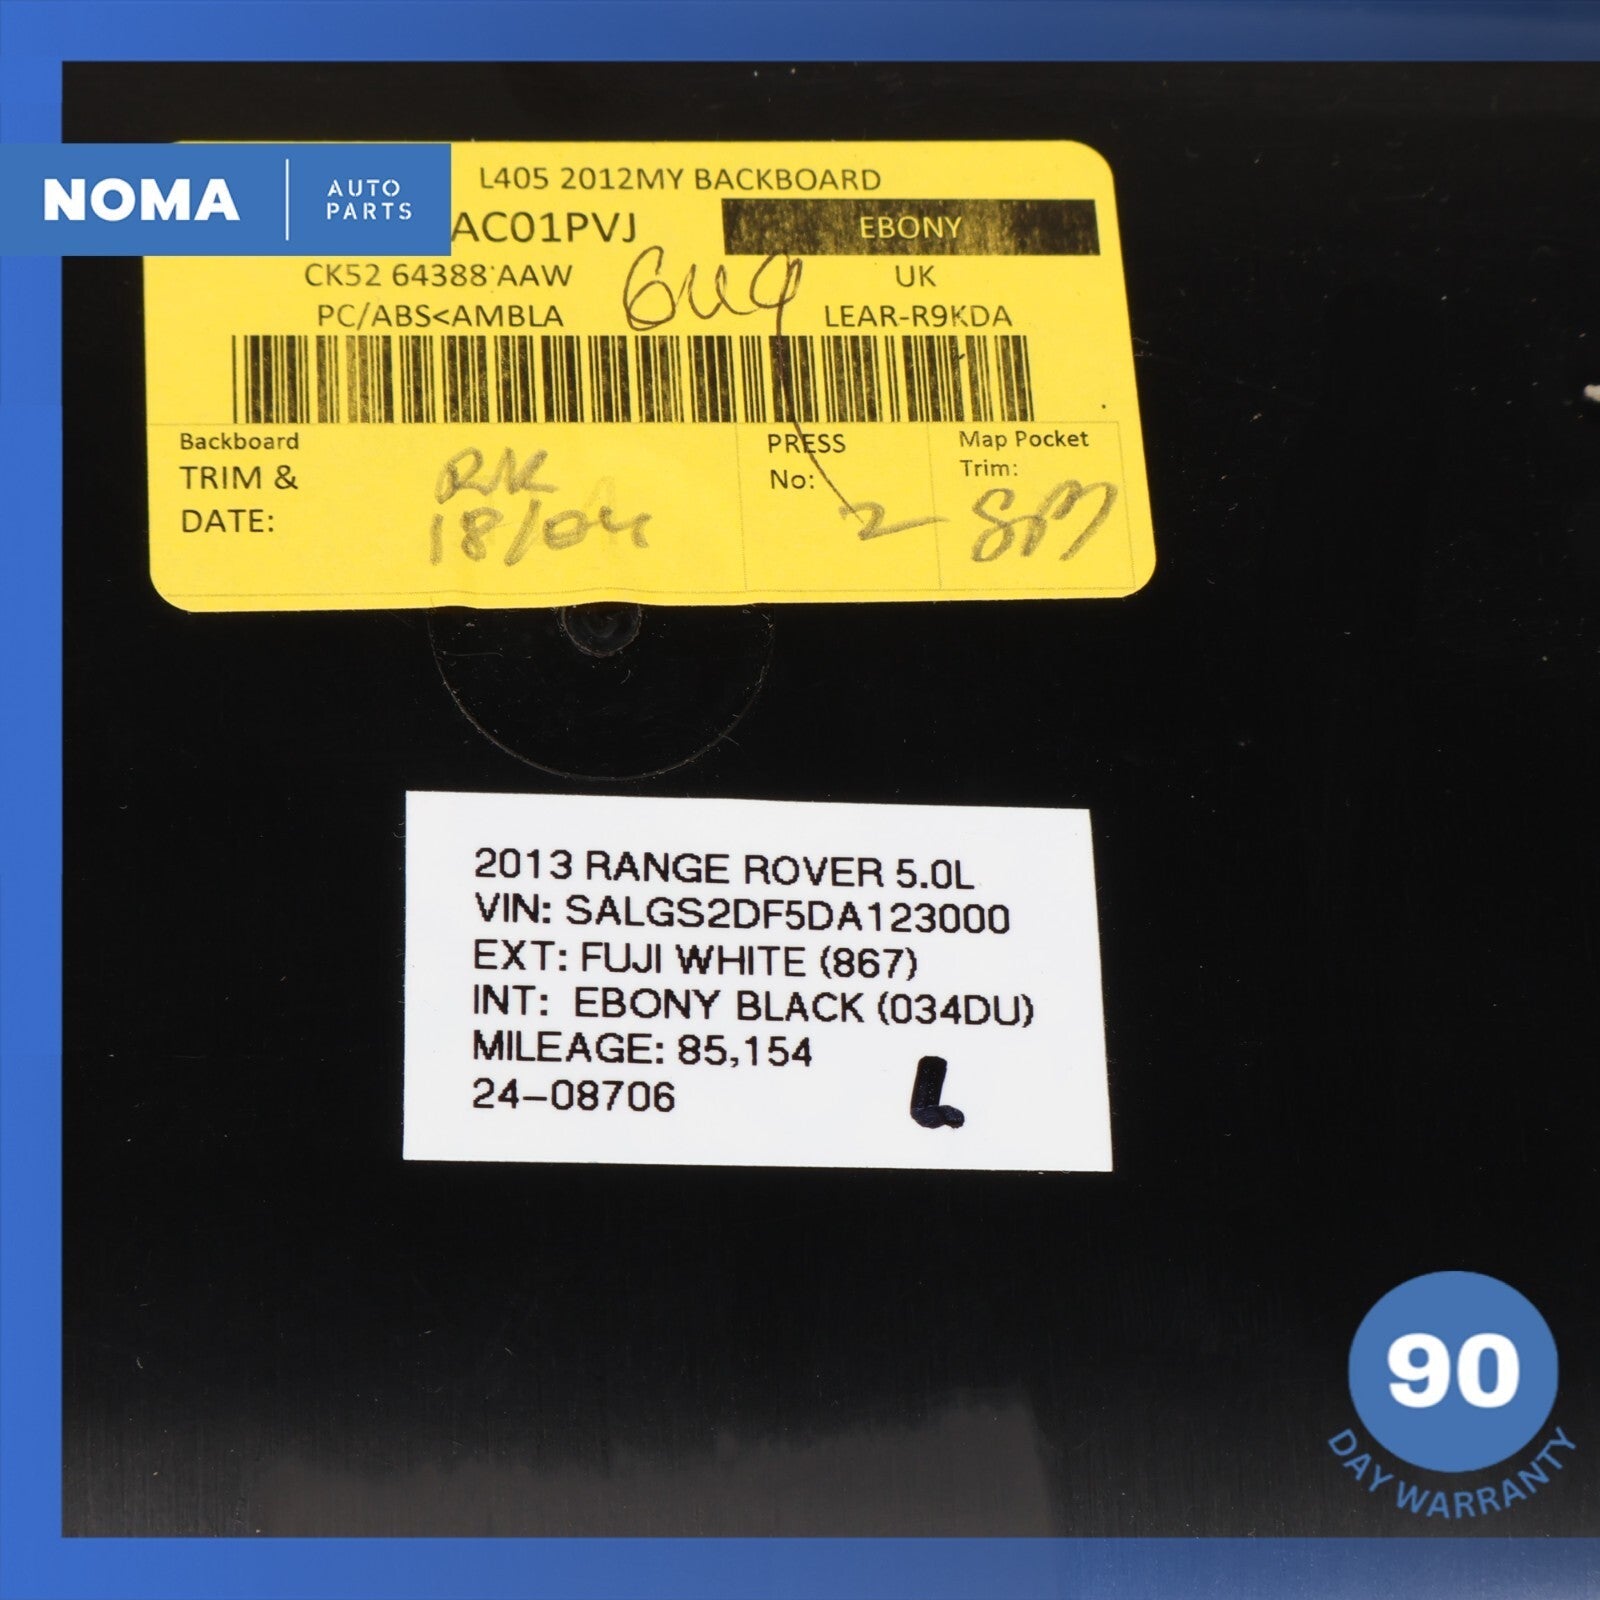 NOMA
AUTO
PARTS
L405 2012MY BACKBOARD
AC01PVJ
EBONY
CK52 64388 AAW
UK
PC/ABS<AMBLA
LEAR-R9KDA
Backboard
TRIM &
DATE:
PRESS
No:
2
Map Pocket
Trim:
2013 RANGE ROVER 5.0L
VIN: SALGS2DF5DA123000
EXT: FUJI WHITE (867)
INT: EBONY BLACK (034DU)
MILEAGE: 85,154
24-08706
L
90
DAY WARRANTY